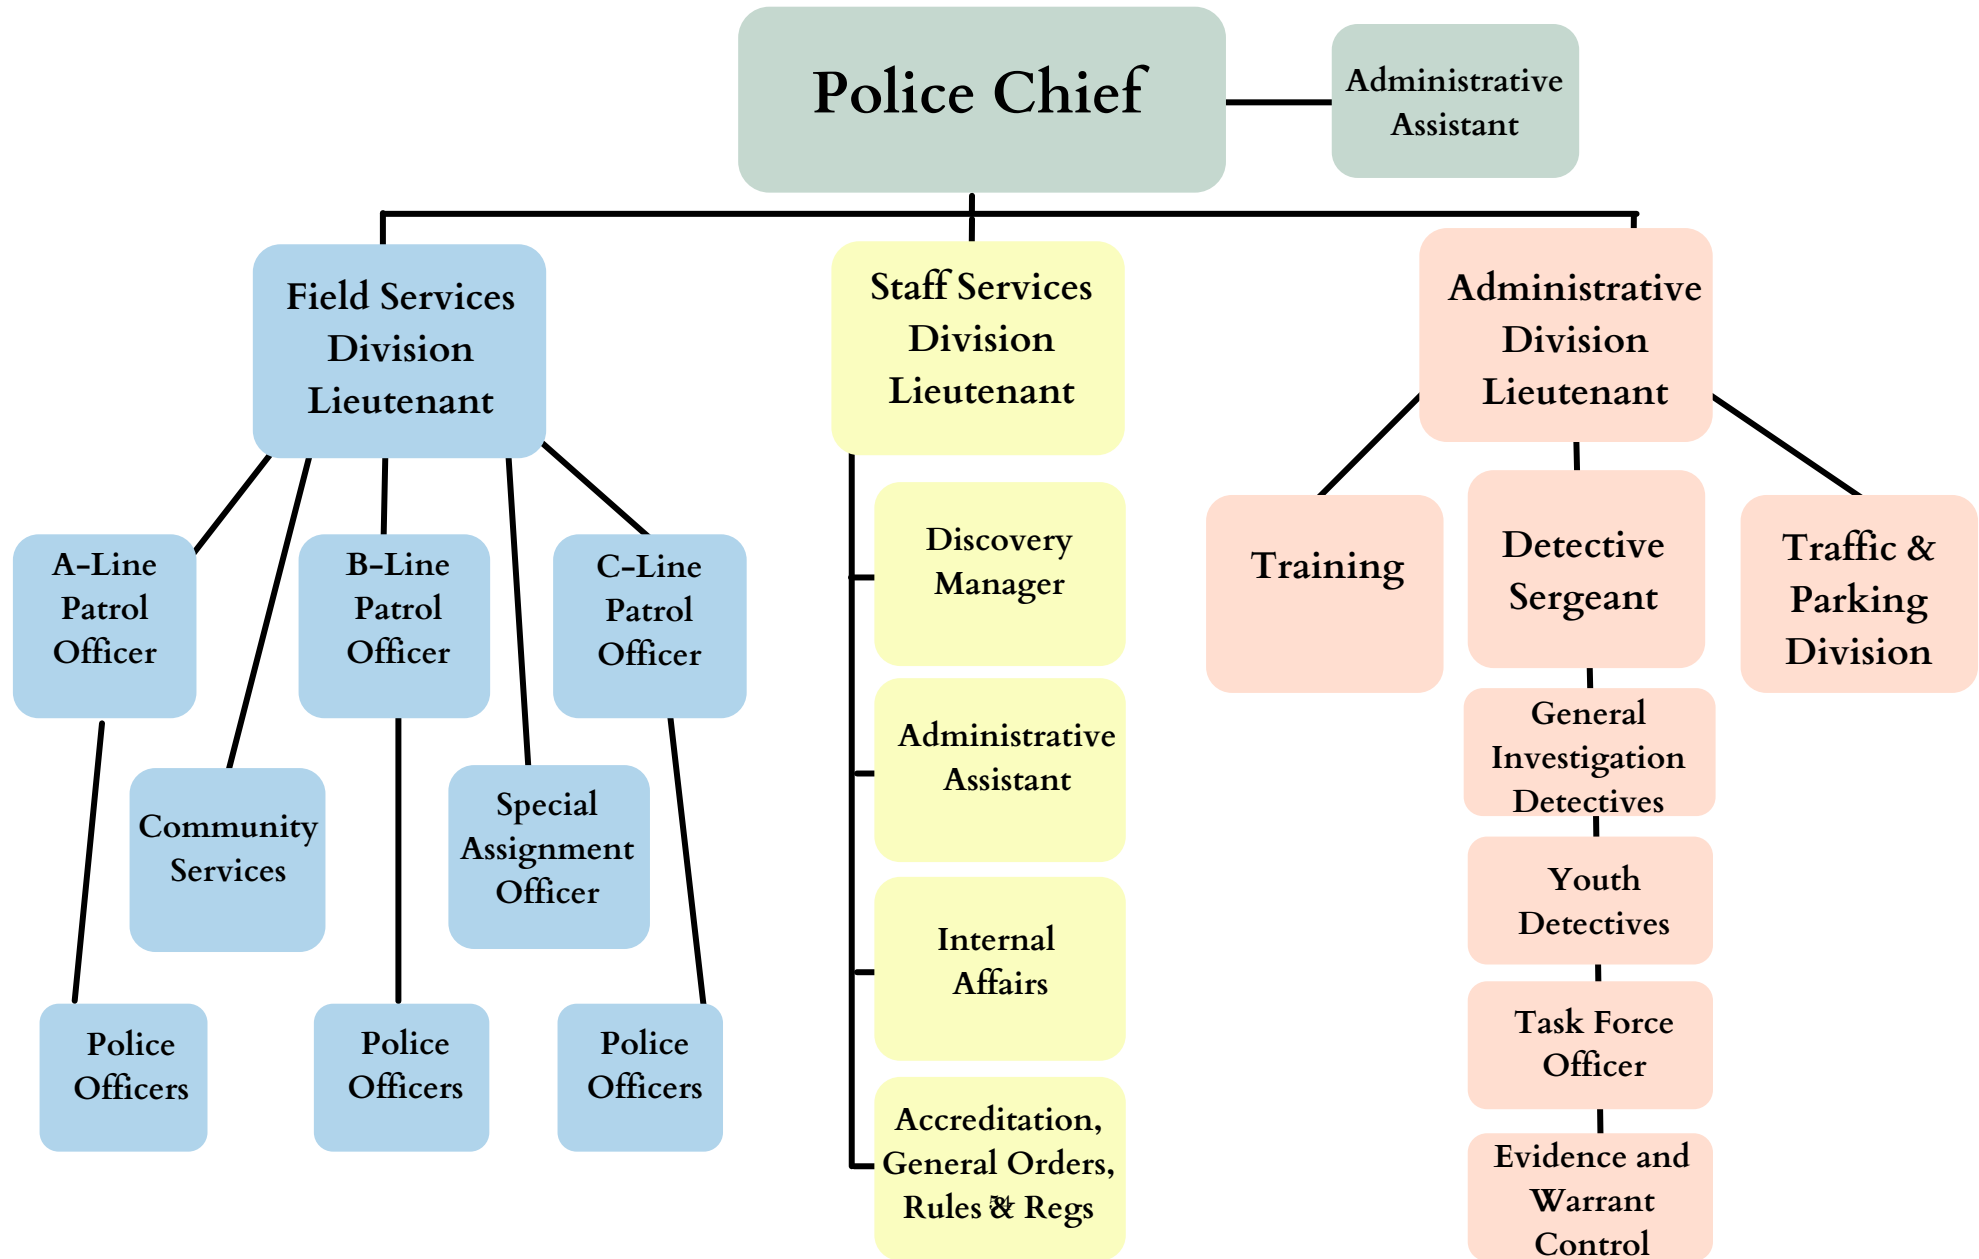 Police Chief
Administrative
Assistant
Field Services
Division
Lieutenant
Staff Services
Division
Lieutenant
Administrative
Division
Lieutenant
A-Line
Patrol
Officer
B-Line
Patrol
Officer
C-Line
Patrol
Officer
Community
Services
Special
Assignment
Officer
Police
Officers
Police
Officers
Police
Officers
Discovery
Manager
Administrative
Assistant
Internal
Affairs
Accreditation,
General Orders,
Rules & Regs
Training
Detective
Sergeant
Traffic &
Parking
Division
General
Investigation
Detectives
Youth
Detectives
Task Force
Officer
Evidence and
Warrant
Control